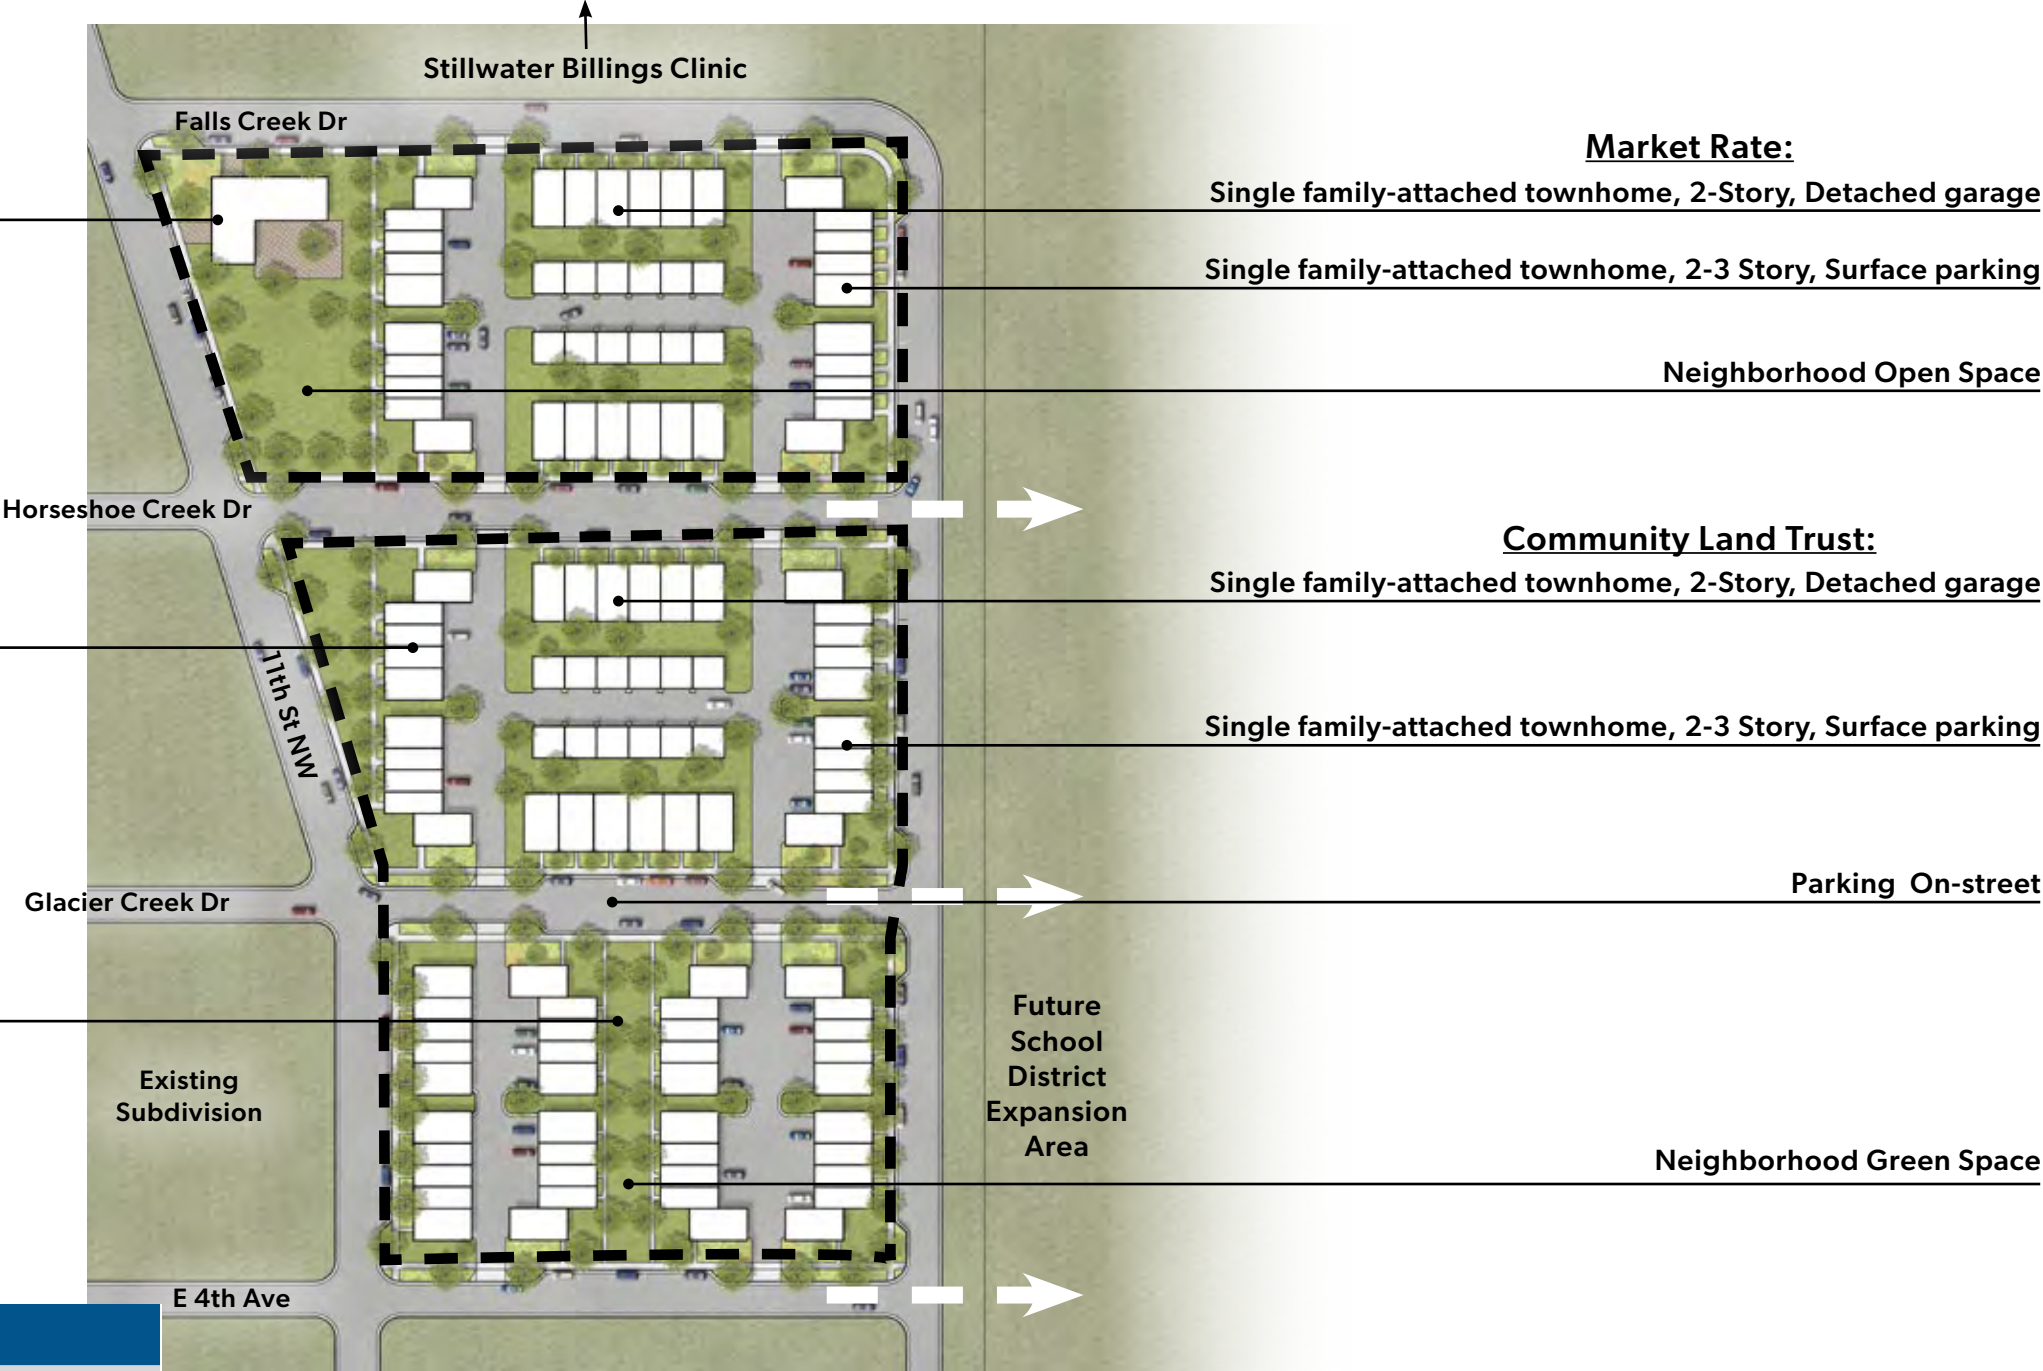 Stillwater Billings Clinic
Falls Creek Dr
Market Rate:
Single family-attached townhome, 2-Story, Detached garage
Single family-attached townhome, 2-3 Story, Surface parking
Neighborhood Open Space
Horseshoe Creek Dr
Community Land Trust:
Single family-attached townhome, 2-Story, Detached garage
11th St NW
Single family-attached townhome, 2-3 Story, Surface parking
Parking On-street
Glacier Creek Dr
Future
School
District
Expansion
Area
Existing
Subdivision
Neighborhood Green Space
E 4th Ave